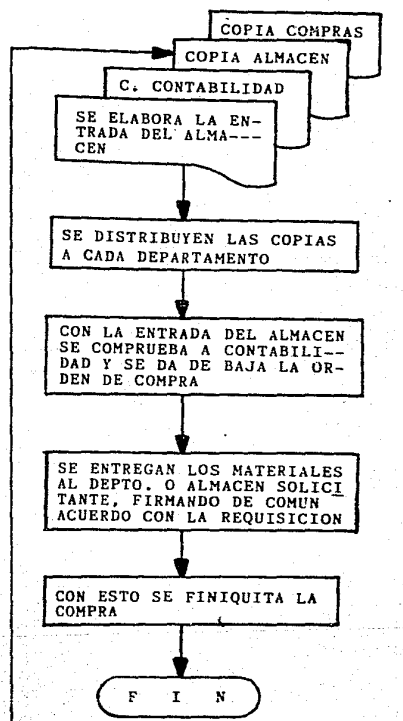 COPIA COMPRAS
COPIA ALMACEN
C. CONTABILIDAD
SE ELABORA LA EN-
TRADA DEL ALMA---
CEN
SE DISTRIBUYEN LAS COPIAS
A CADA DEPARTAMENTO
CON LA ENTRADA DEL ALMACEN
SE COMPRUEBA A CONTABILI--
DAD Y SE DA DE BAJA LA OR-
DEN DE COMPRA
SE ENTREGAN LOS MATERIALES
AL DEPTO. O ALMACEN SOLICI
TANTE, FIRMANDO DE COMUN
ACUERDO CON LA REQUISICION
CON ESTO SE FINIQUITA LA
COMPRA
F I N